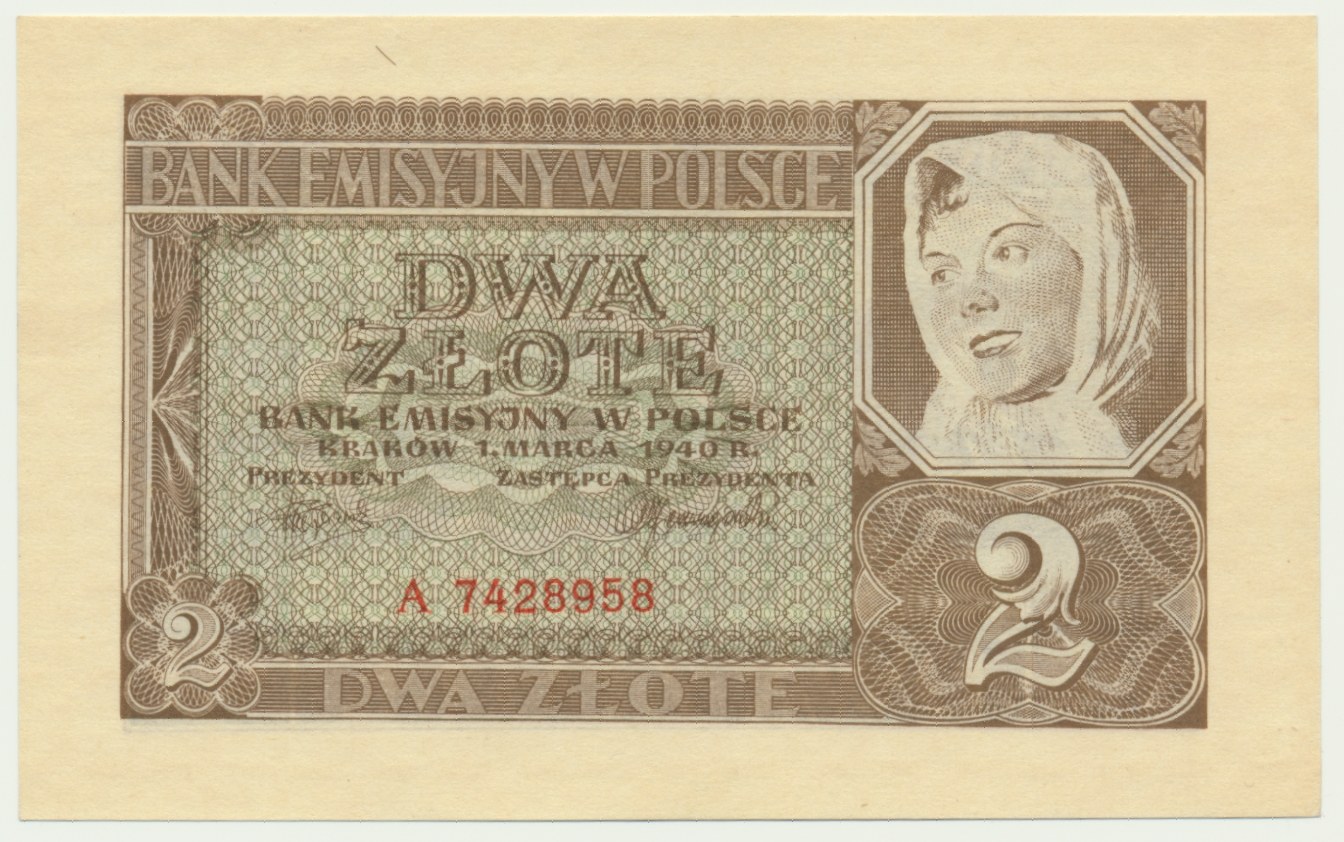 BANK EMISYJNY W POLSCE
DWA
ZŁOTE
BANK EMISYJNY W POLSCE
KRAKÓW 1. MARCA 1940 R.
PREZYDENT ZASTĘPCA PREZYDENTA
A 7428958
2
DWA ZŁOTE
2